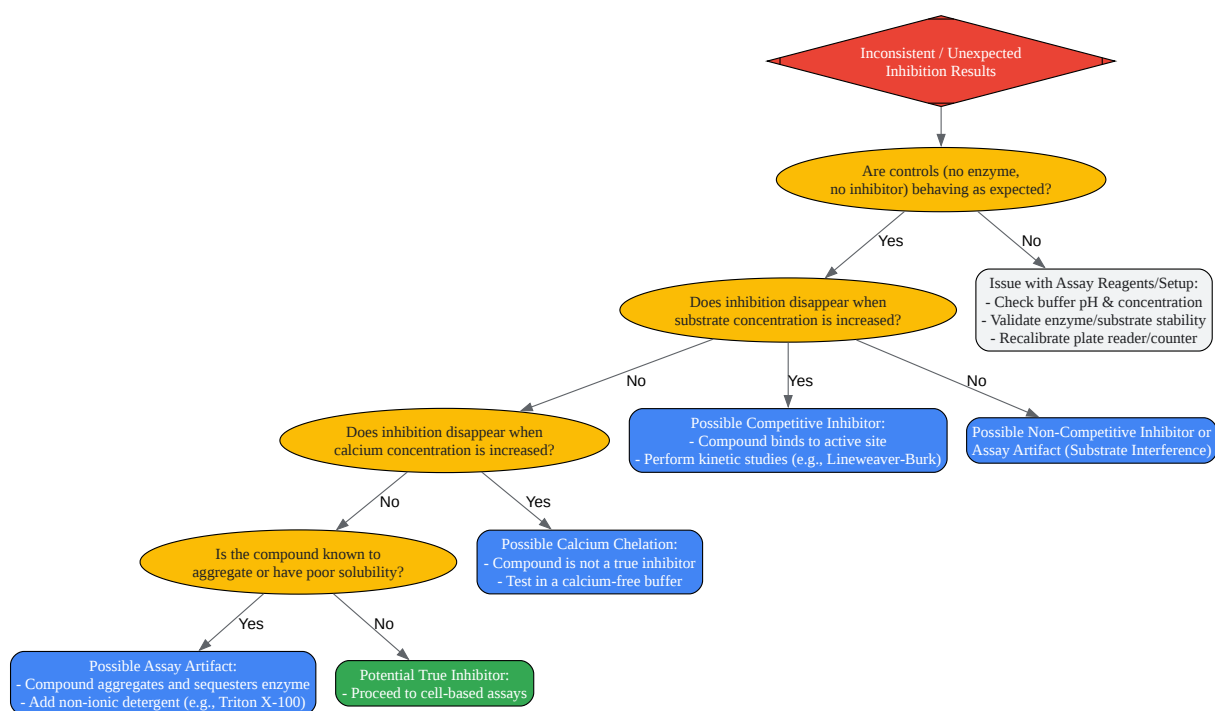 Inconsistent / Unexpected
Inhibition Results
Are controls (no enzyme,
no inhibitor) behaving as expected?
Yes
No
Issue with Assay Reagents/Setup:
- Check buffer pH & concentration
- Validate enzyme/substrate stability
- Recalibrate plate reader/counter
Does inhibition disappear when
substrate concentration is increased?
No
Yes
No
Possible Competitive Inhibitor:
- Compound binds to active site
- Perform kinetic studies (e.g., Lineweaver-Burk)
Possible Non-Competitive Inhibitor or
Assay Artifact (Substrate Interference)
Does inhibition disappear when
calcium concentration is increased?
No
Yes
Possible Calcium Chelation:
- Compound is not a true inhibitor
- Test in a calcium-free buffer
Is the compound known to
aggregate or have poor solubility?
Yes
No
Possible Assay Artifact:
- Compound aggregates and sequesters enzyme
- Add non-ionic detergent (e.g., Triton X-100)
Potential True Inhibitor:
- Proceed to cell-based assays